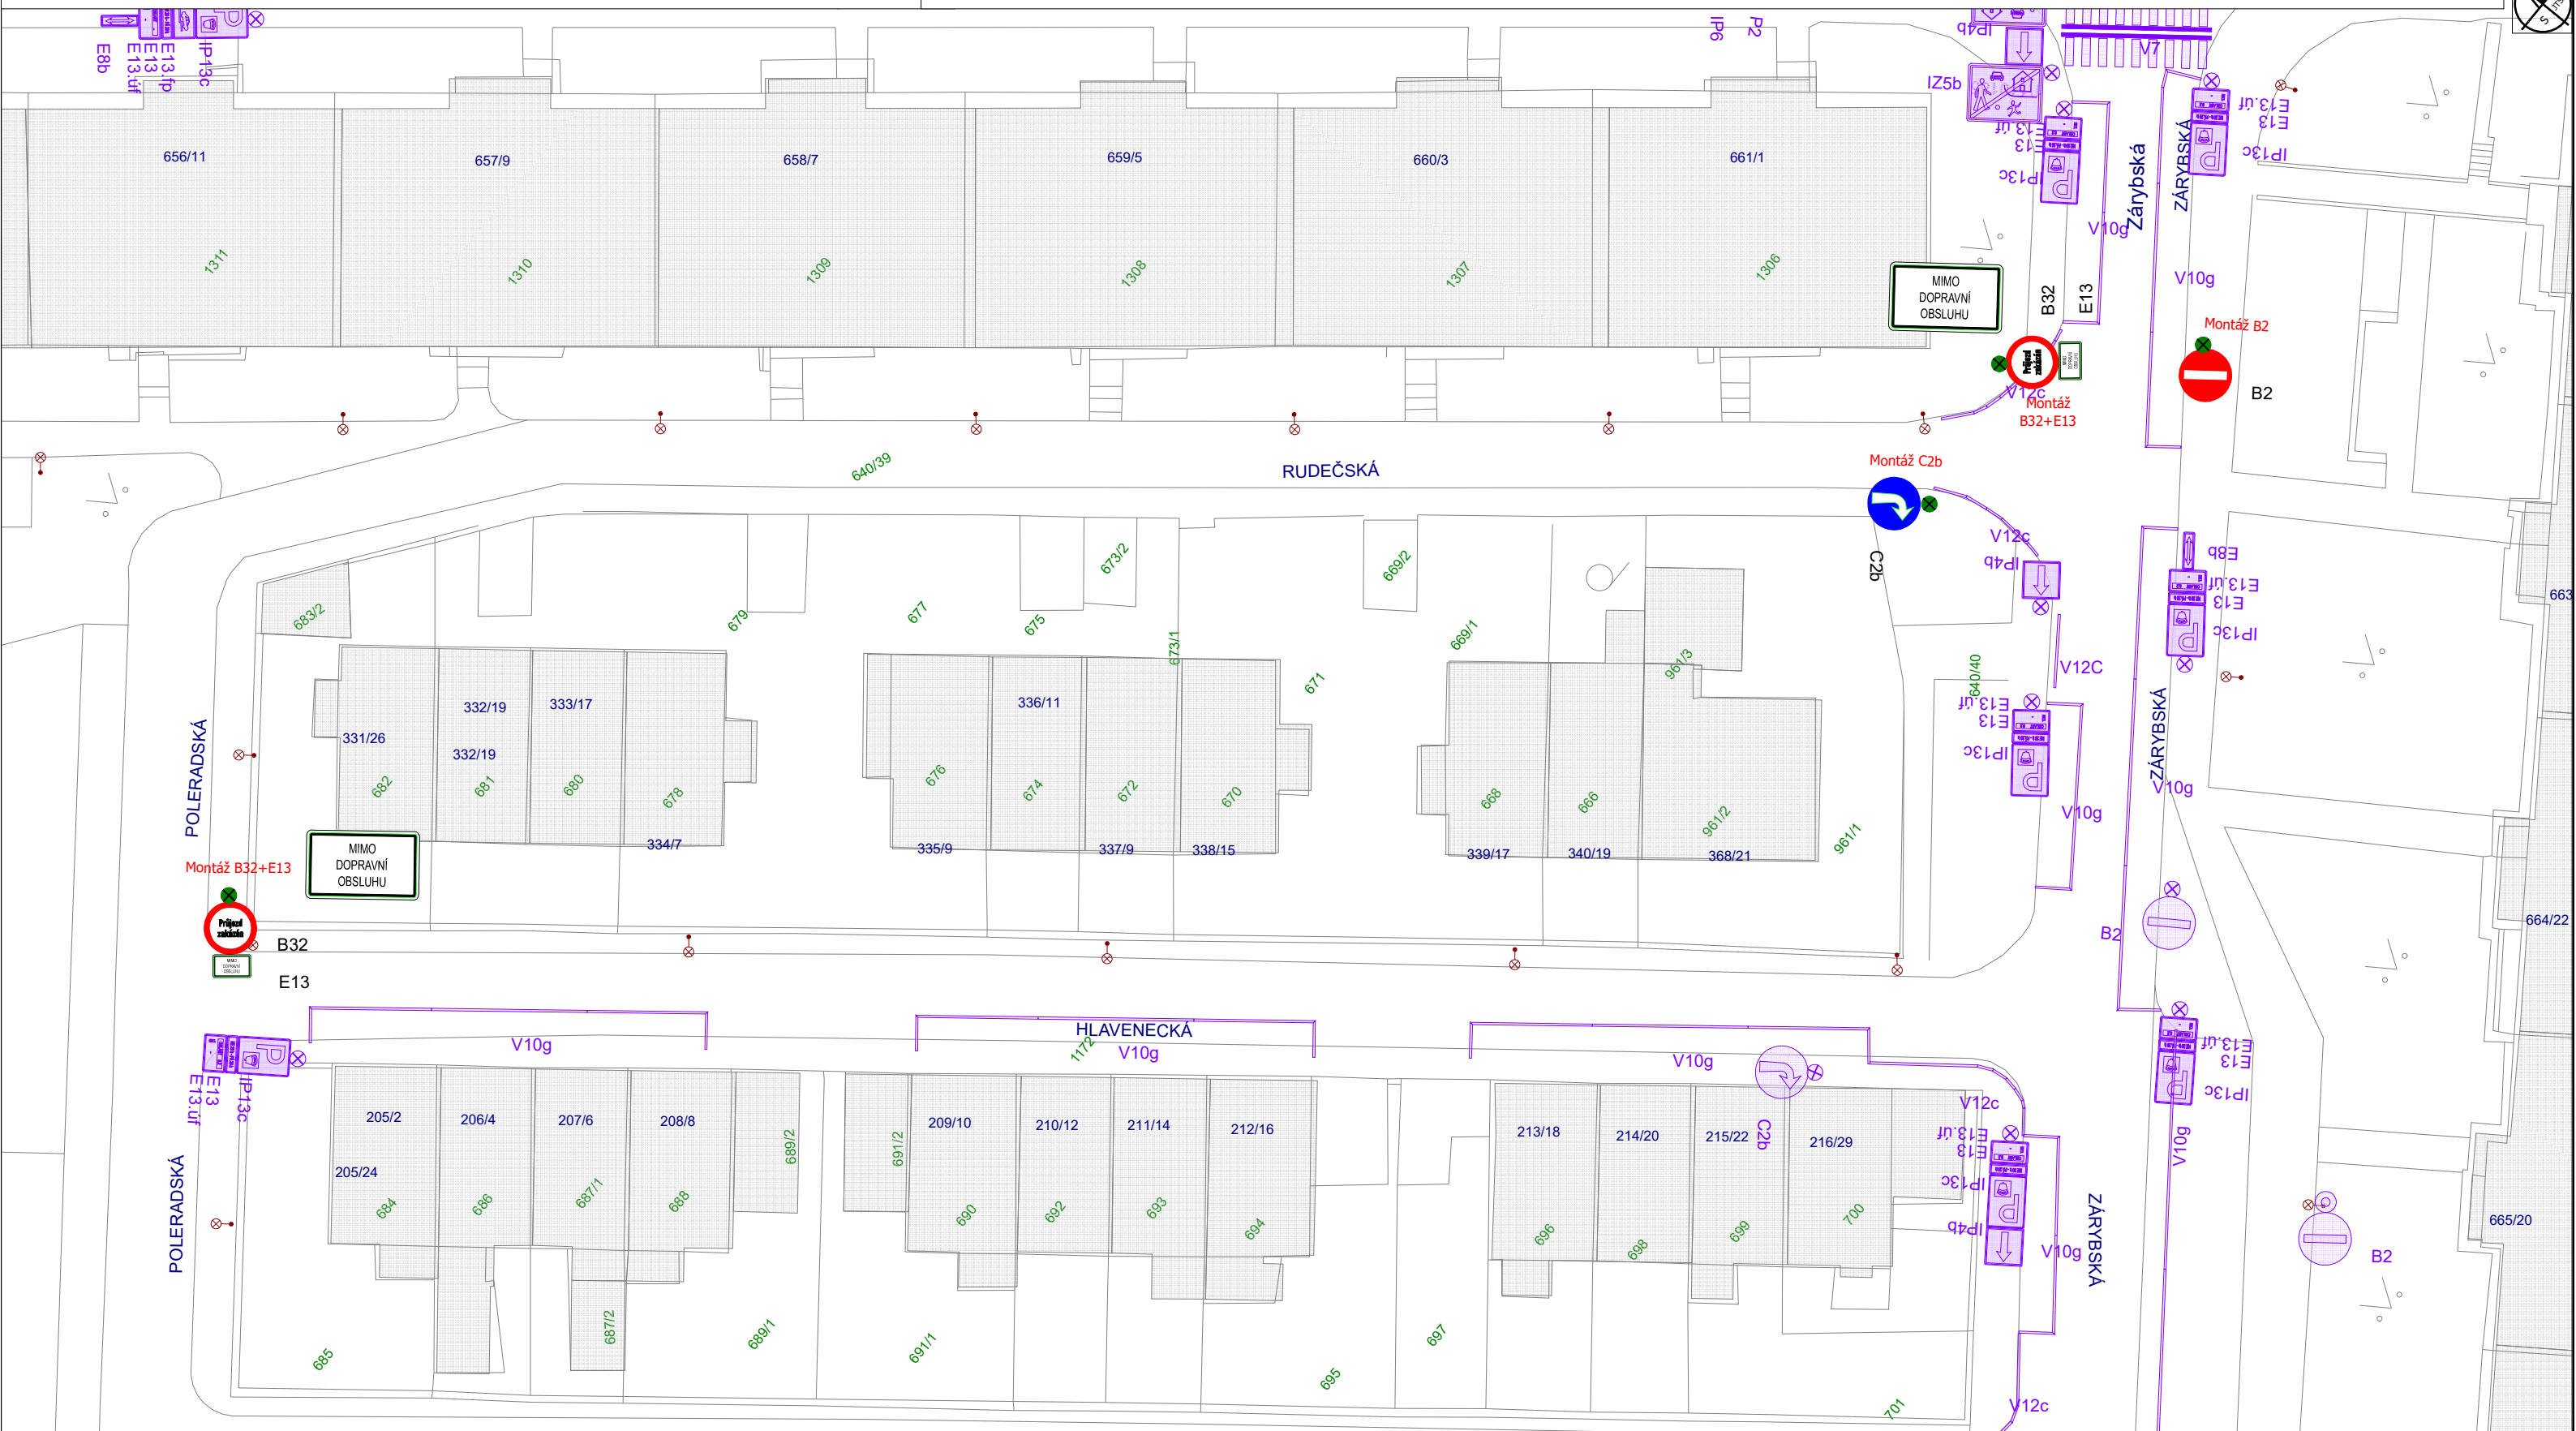 E8b
E13.úř
E13
E13.fp
IP13c
IP6
P2
IP4b
V7
IZ5b
E13.úř
E13
IP13c
Zárybská
ZÁRYBSKÁ
E13.úř
E13
IP13c
656/11
657/9
658/7
659/5
660/3
661/1
V10g
V10g
1311
1310
1309
1308
1307
1306
MIMO
DOPRAVNÍ
OBSLUHU
B32
E13
Montáž B2
Průjezd
zakázán
MIMO
DOPRAVNÍ
OBSLUHU
B2
V12c
Montáž
B32+E13
640/39
RUDEČSKÁ
Montáž C2b
C2b
V12c
IP4b
E8b
E13.úř
E13
IP13c
663
683/2
679
677
675
673/2
673/1
669/2
669/1
671
961/3
640/40
V12C
331/26
332/19
332/19
333/17
336/11
E13.úř
E13
IP13c
POLERADSKÁ
ZÁRYBSKÁ
V10g
V10g
682
681
680
678
676
674
672
670
668
666
961/2
961/1
334/7
335/9
337/9
338/15
339/17
340/19
368/21
Montáž B32+E13
MIMO
DOPRAVNÍ
OBSLUHU
Průjezd
zakázán
B32
MIMO
DOPRAVNÍ
OBSLUHU
E13
B2
664/22
HLAVENECKÁ
1172
V10g
V10g
V10g
E13.úř
E13
IP13c
E13.úř
E13
IP13c
205/2
206/4
207/6
208/8
209/10
210/12
211/14
212/16
213/18
214/20
215/22
216/29
C2b
V12c
205/24
689/2
691/2
E13.úř
E13
IP13c
IP4b
V10g
POLERADSKÁ
684
686
687/1
688
690
692
693
694
696
698
699
700
V10g
ZÁRYBSKÁ
B2
665/20
685
687/2
689/1
691/1
695
697
701
V12c